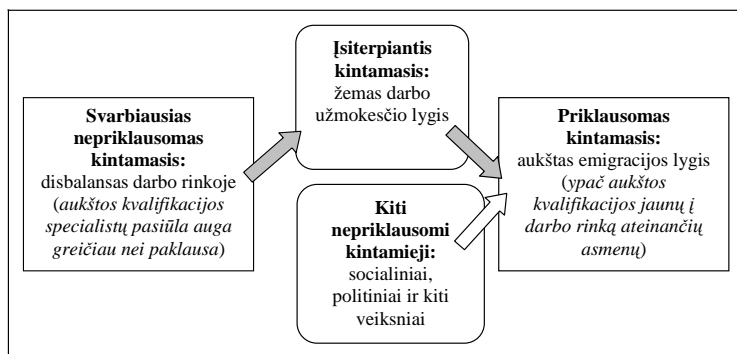 Svarbiausias
nepriklausomas
kintamasis:
disbalansas darbo rinkoje
(aukštos kvalifikacijos
specialistų pasiūla auga
greičiau nei paklausa)
Įsiterpiantis
kintamasis:
žemas darbo
užmokesčio lygis
Kiti
nepriklausomi
kintamieji:
socialiniai,
politiniai ir kiti
veiksniai
Priklausomas
kintamasis:
aukštas emigracijos lygis
(ypač aukštos
kvalifikacijos jaunų į
darbo rinką ateinančių
asmenų)